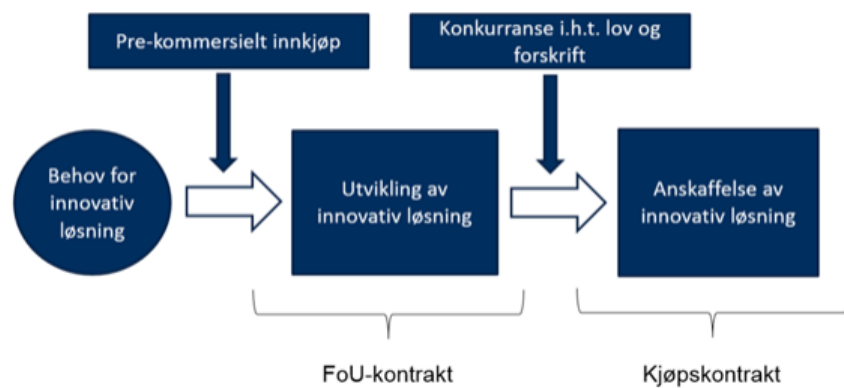 Pre-kommersielt innkjøp
Konkurranse i.h.t. lov og
forskrift
Behov for
innovativ
løsning
Utvikling av
innovativ løsning
Anskaffelse av
innovativ løsning
FoU-kontrakt
Kjøpskontrakt